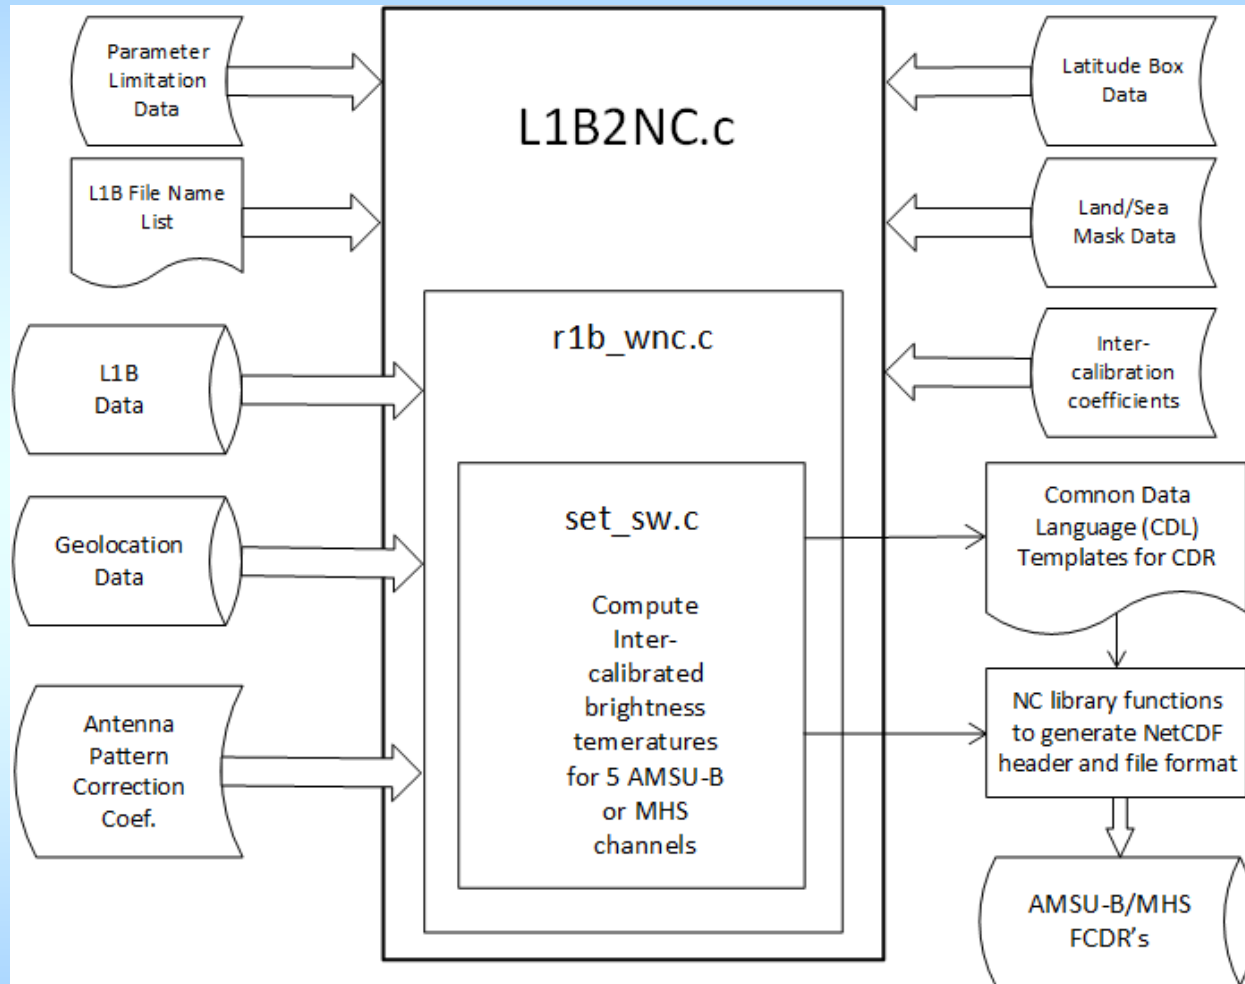 Parameter
Limitation
Data
L1B File Name
List
L1B
Data
Geolocation
Data
Antenna
Pattern
Correction
Coef.
L1B2NC.c
r1b_wnc.c
set_sw.c
Compute
Inter-
calibrated
brightness
temeratures
for 5 AMSU-B
or MHS
channels
Latitude Box
Data
Land/Sea
Mask Data
Inter-
calibration
coefficients
Comnon Data
Language (CDL)
Templates for CDR
NC library functions
to generate NetCDF
header and file format
AMSU-B/MHS
FCDR's